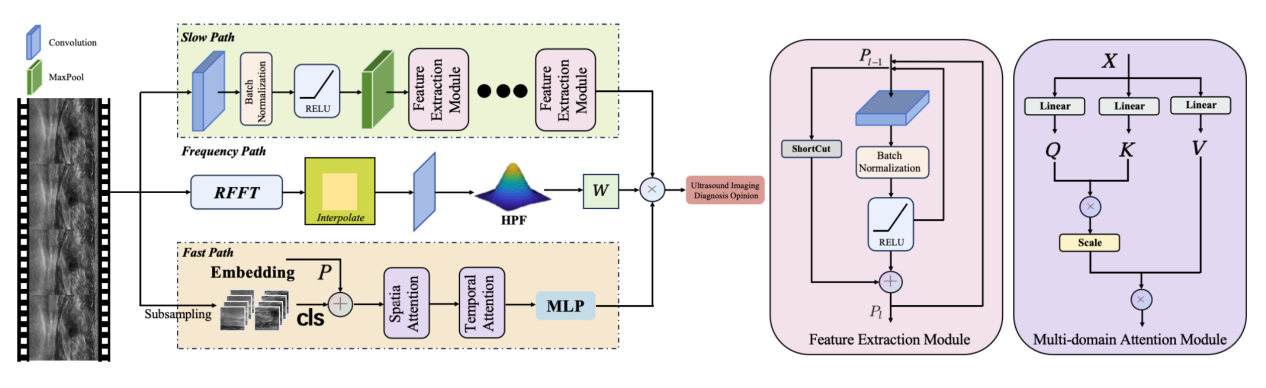 Convolution
MaxPool
Slow Path
Batch
Normalization
RELU
Feature
Extraction
Module
Feature
Extraction
Module
Frequency Path
RFFT
Interpolate
HPF
W
×
Ultrasound Imaging
Diagnosis Opinion
Fast Path
Embedding
P
+
cls
Subsampling
Spatia
Attention
Temporal
Attention
MLP
P_{l-1}
ShortCut
Batch
Normalization
RELU
+
P_l
Feature Extraction Module
X
Linear Linear Linear
Q K V
×
Scale
×
Multi-domain Attention Module